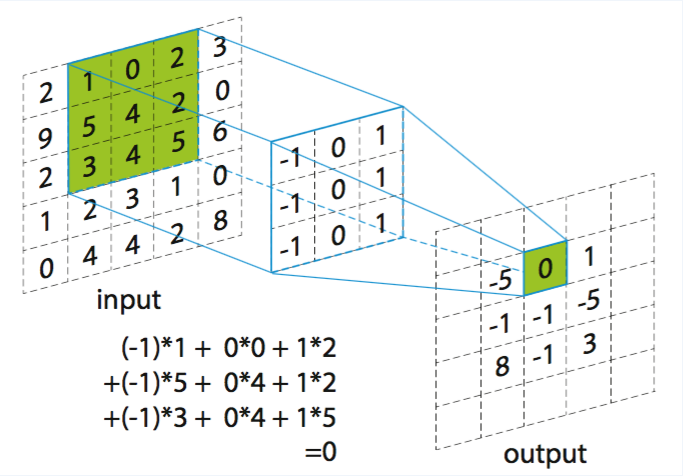 2 1 0 2 3
9 5 4 2 0
2 3 4 5 6
1 2 3 1 0
0 4 4 2 8
input
-1 0 1
-1 0 1
-1 0 1
-5 0 1
-1 -1 -5
8 -1 3
output
(-1)*1 + 0*0 + 1*2
+(-1)*5 + 0*4 + 1*2
+(-1)*3 + 0*4 + 1*5
=0